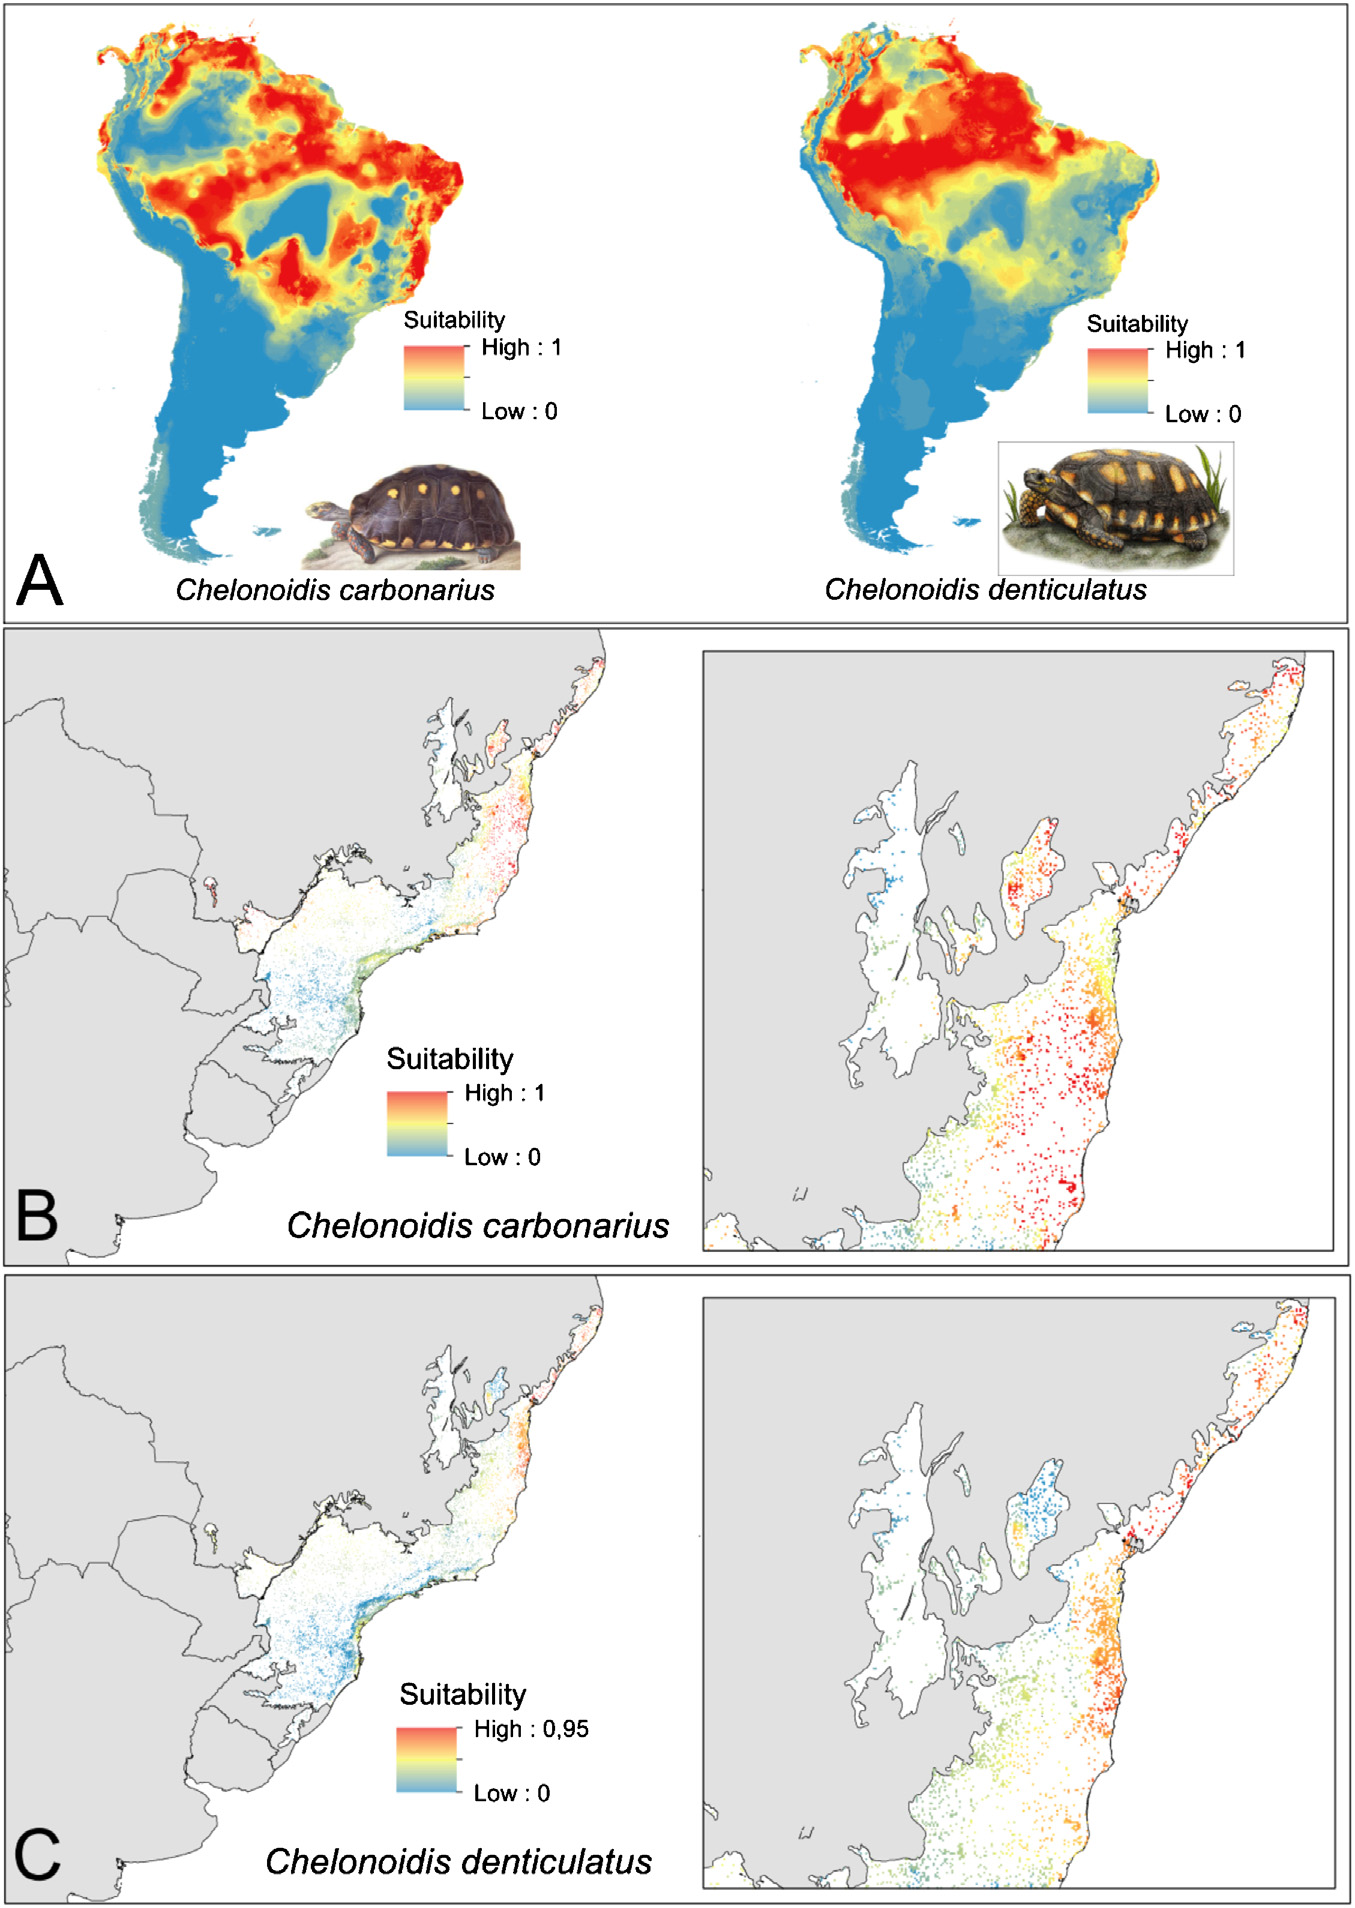 Suitability
High : 1
Low : 0
Suitability
High : 1
Low : 0
A
Chelonoidis carbonarius
Chelonoidis denticulatus
Suitability
High : 1
Low : 0
B
Chelonoidis carbonarius
Suitability
High : 0,95
Low : 0
C
Chelonoidis denticulatus